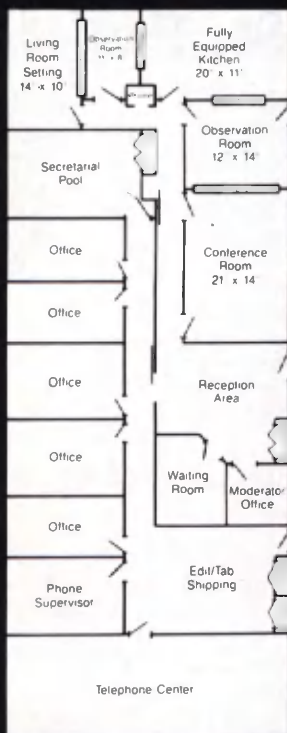 Living
Room
Setting
14' x 10'
Observation
Room
Fully
Equipped
Kitchen
20' x 11'
Observation
Room
12' x 14'
Secretarial
Pool
Office
Conference
Room
21' x 14'
Office
Office
Reception
Area
Office
Waiting
Room
Moderator
Office
Office
Phone
Supervisor
Edit/Tab
Shipping
Telephone Center